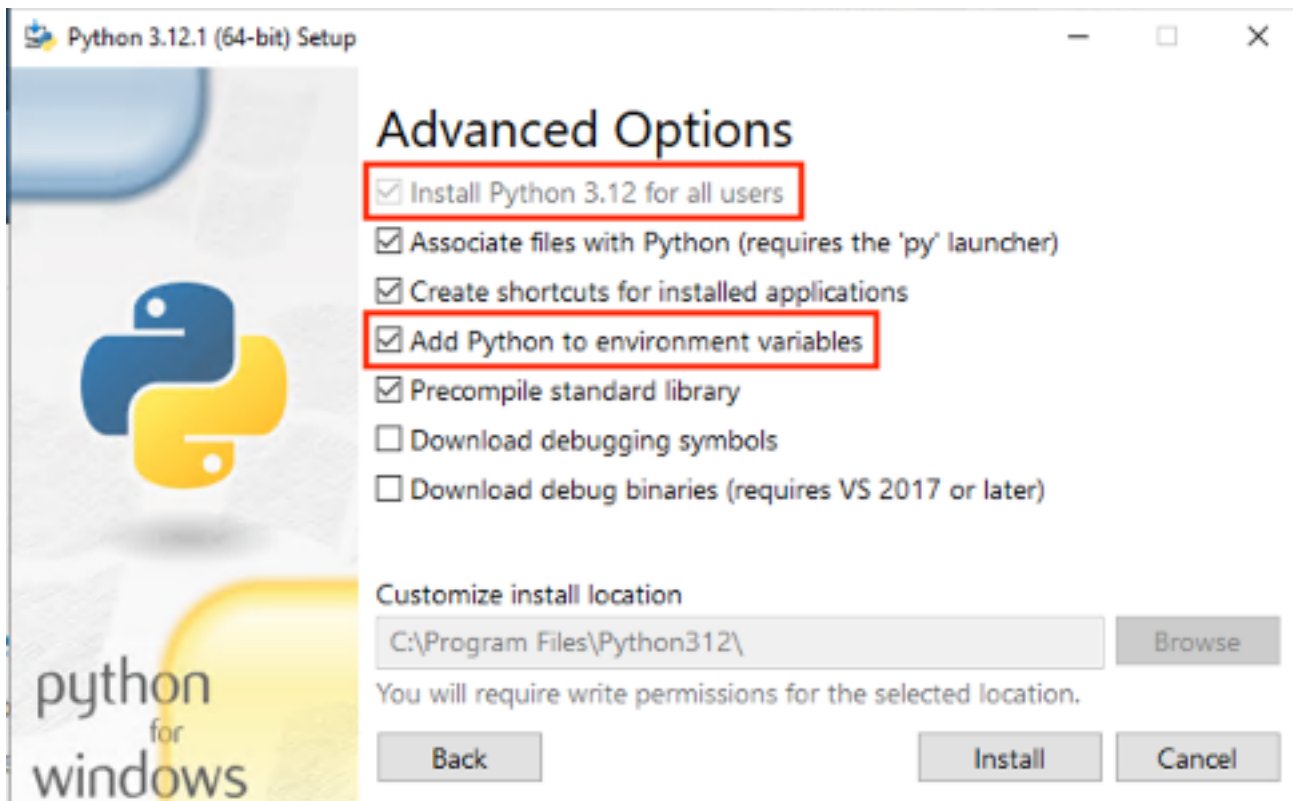 Python 3.12.1 (64-bit) Setup
Advanced Options
Install Python 3.12 for all users
Associate files with Python (requires the 'py' launcher)
Create shortcuts for installed applications
Add Python to environment variables
Precompile standard library
Download debugging symbols
Download debug binaries (requires VS 2017 or later)
Customize install location
C:\Program Files\Python312\
Browse
You will require write permissions for the selected location.
python
for
windows
Back
Install
Cancel